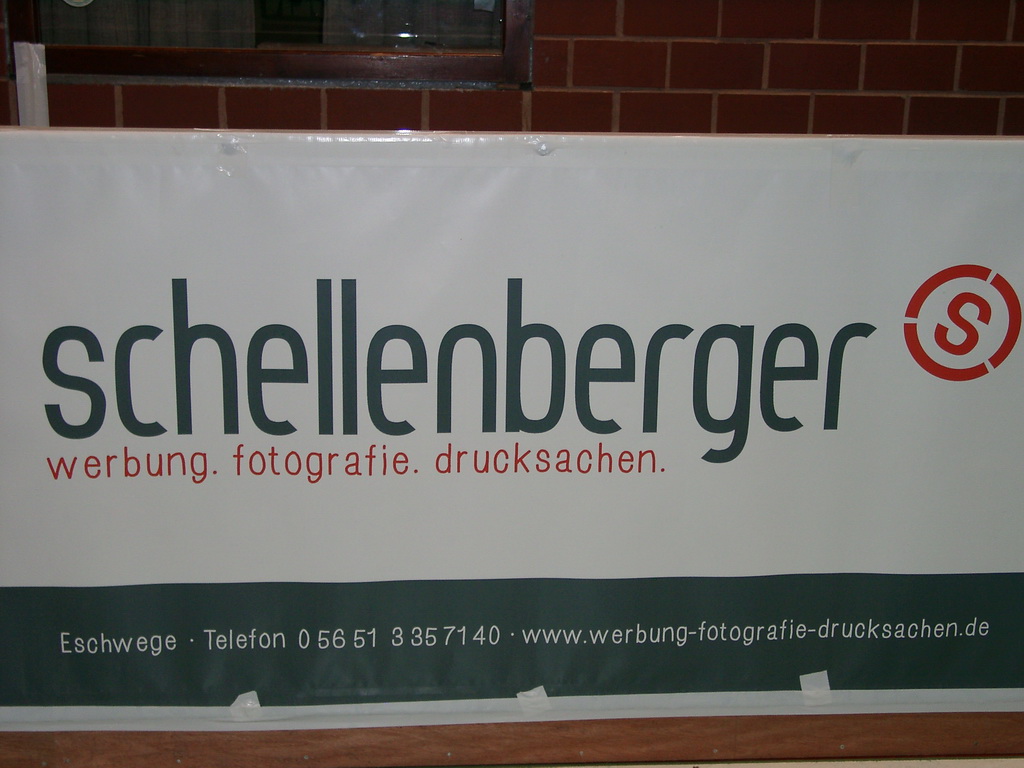 schellenberger
S
werbung. fotografie. drucksachen.
Eschwege · Telefon 0 56 51 3 35 71 40 · www.werbung-fotografie-drucksachen.de